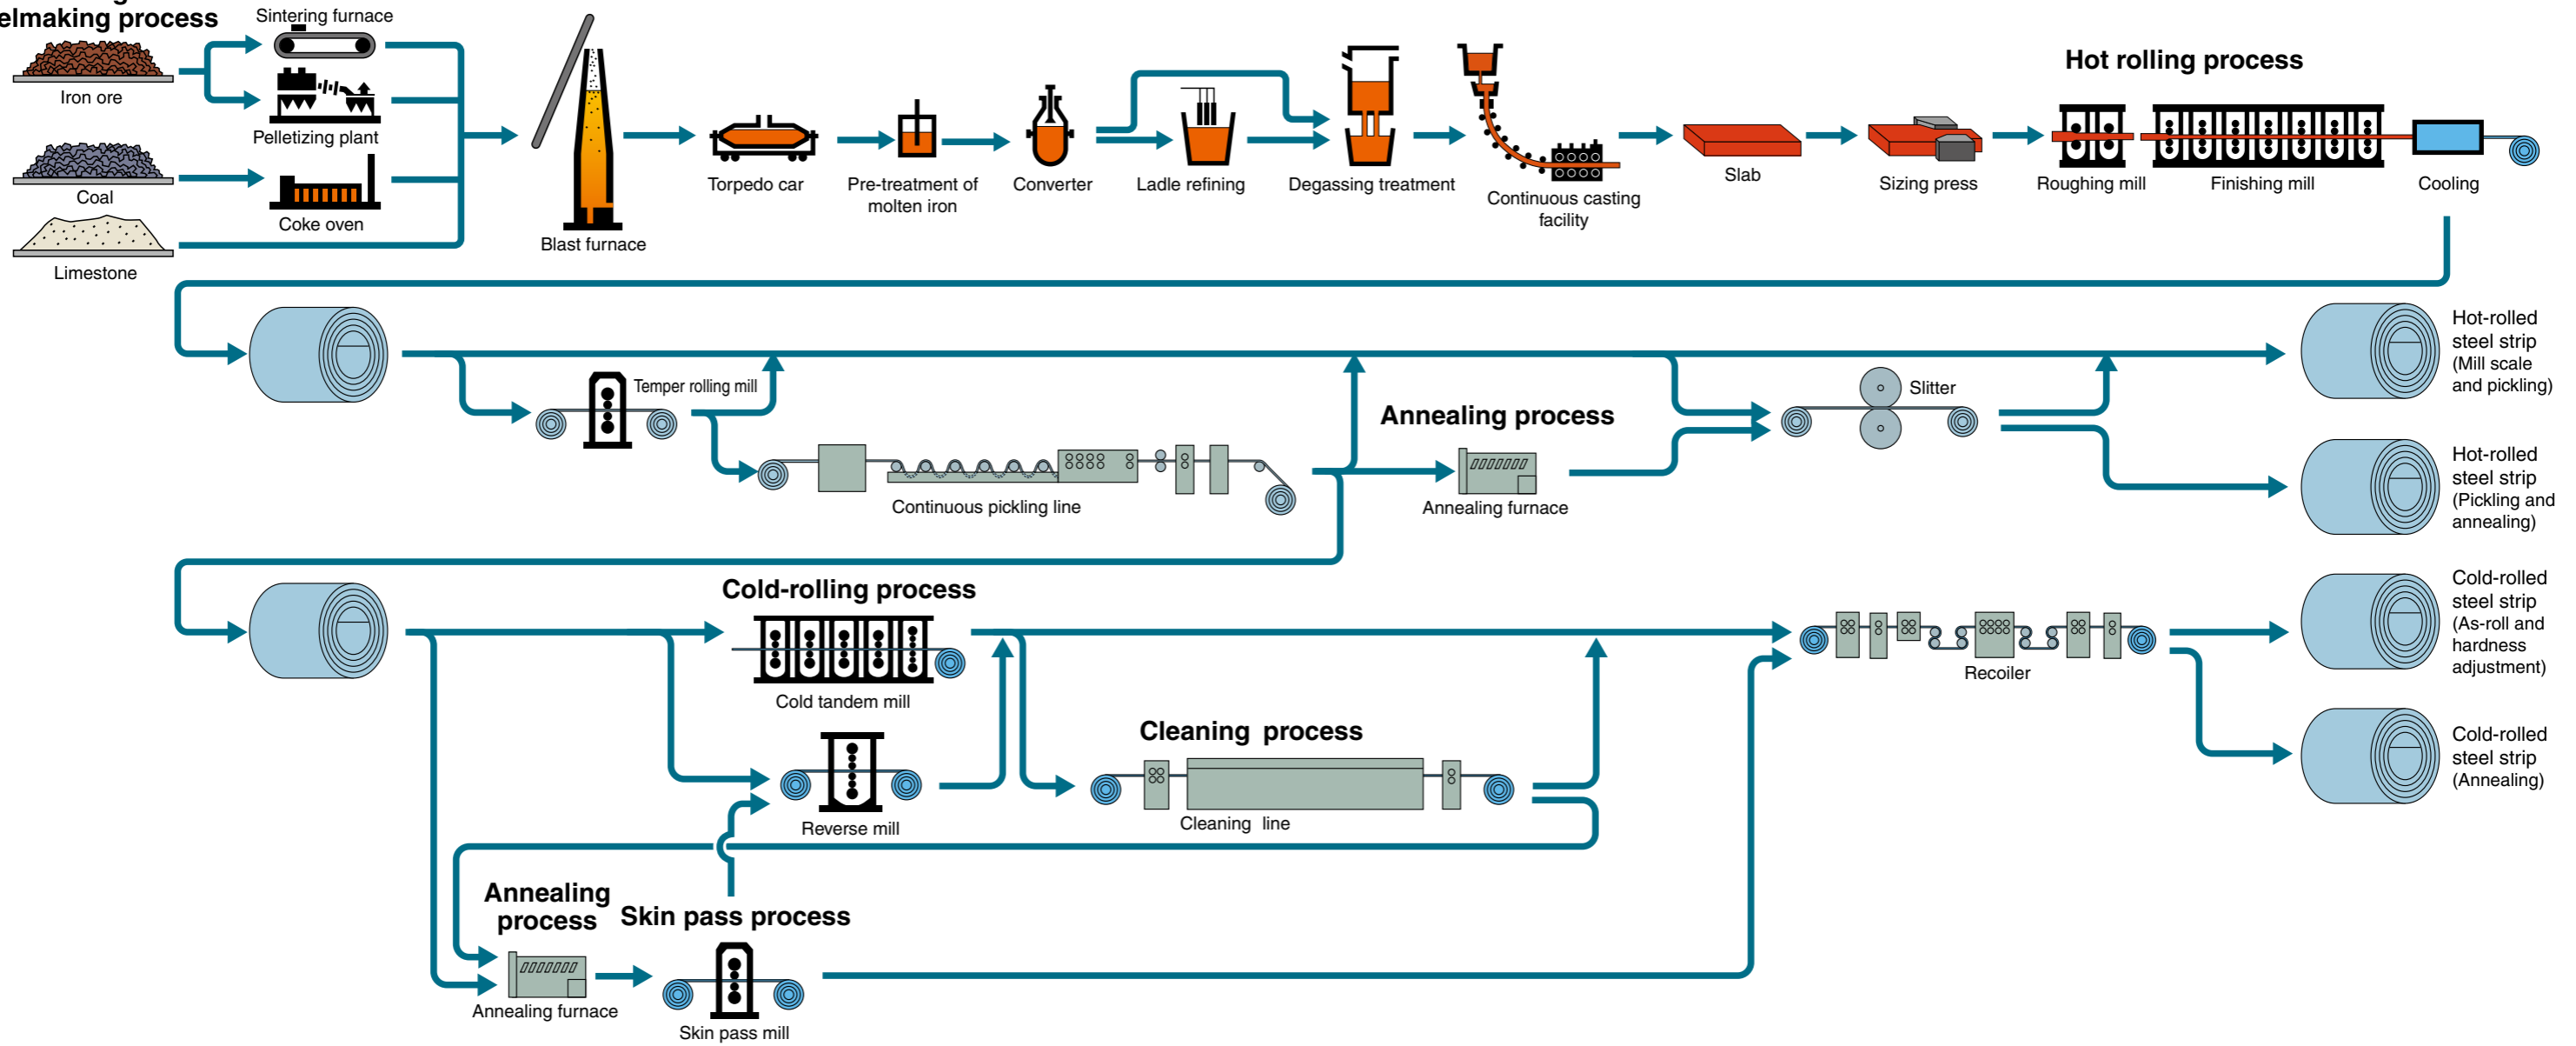 elmaking process
Sintering furnace
Iron ore
Pelletizing plant
Coal
Coke oven
Limestone
Blast furnace
Torpedo car
Pre-treatment of
molten iron
Converter
Ladle refining
Degassing treatment
Continuous casting
facility
Slab
Hot rolling process
Sizing press
Roughing mill
Finishing mill
Cooling
Temper rolling mill
Continuous pickling line
Annealing process
Annealing furnace
Slitter
Hot-rolled
steel strip
(Mill scale
and pickling)
Hot-rolled
steel strip
(Pickling and
annealing)
Cold-rolling process
Cold tandem mill
Reverse mill
Cleaning process
Cleaning line
Recoiler
Cold-rolled
steel strip
(As-roll and
hardness
adjustment)
Cold-rolled
steel strip
(Annealing)
Annealing
process
Annealing furnace
Skin pass process
Skin pass mill